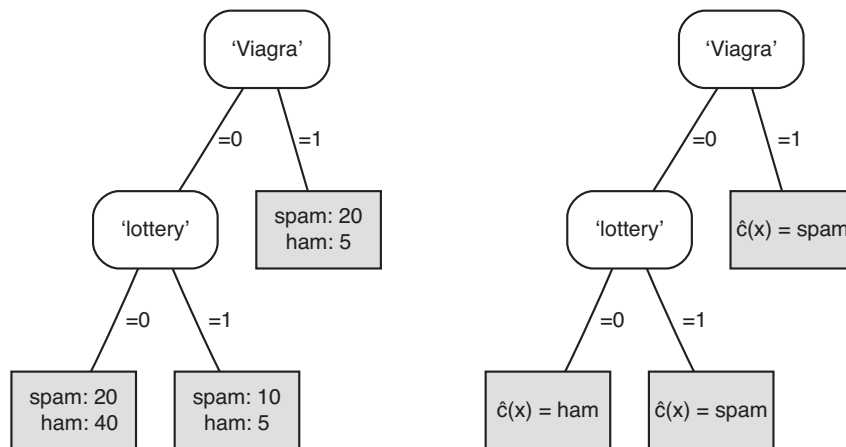 ‘Viagra’
=0
=1
‘lottery’
spam: 20
ham: 5
=0
=1
spam: 20
ham: 40
spam: 10
ham: 5
‘Viagra’
=0
=1
‘lottery’
ĉ(x) = spam
=0
=1
ĉ(x) = ham
ĉ(x) = spam